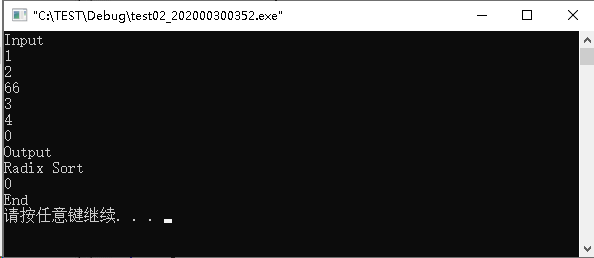 "C:\TEST\Debug\test02_202000300352.exe"
Input
1
2
66
3
4
0
Output
Radix Sort
0
End
请按任意键继续. . .